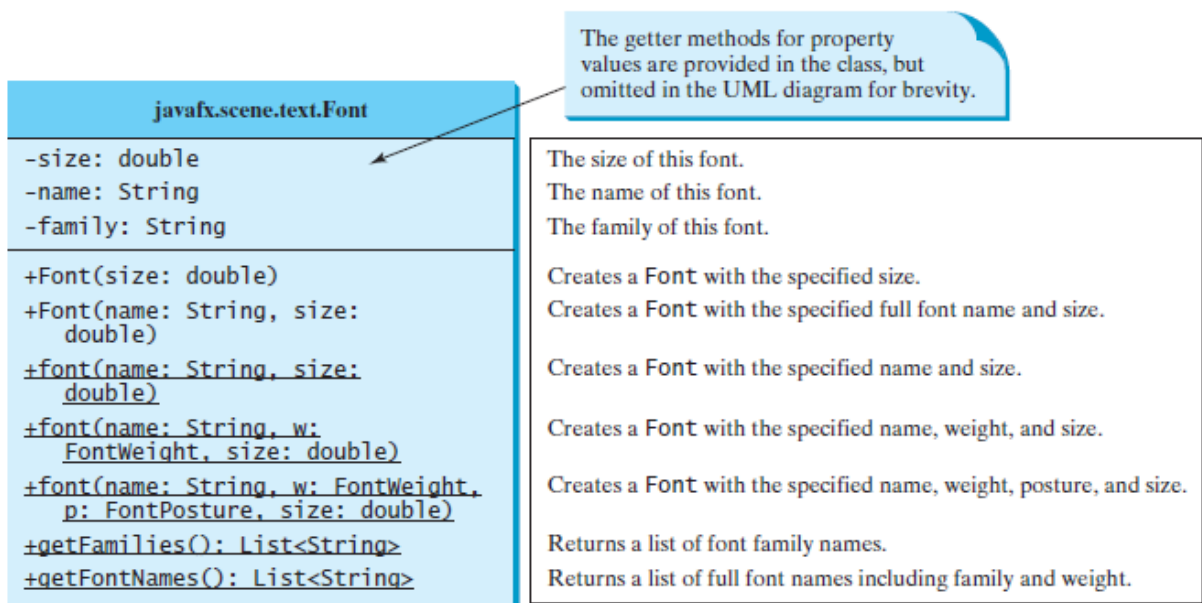 The getter methods for property
values are provided in the class, but
omitted in the UML diagram for brevity.
javafx.scene.text.Font
-size: double
The size of this font.
-name: String
The name of this font.
-family: String
The family of this font.
+Font(size: double)
Creates a Font with the specified size.
+Font(name: String, size:
double)
Creates a Font with the specified full font name and size.
+font(name: String, size:
double)
Creates a Font with the specified name and size.
+font(name: String, w:
FontWeight, size: double)
Creates a Font with the specified name, weight, and size.
+font(name: String, w: FontWeight,
p: FontPosture, size: double)
Creates a Font with the specified name, weight, posture, and size.
+getFamilies(): List<String>
Returns a list of font family names.
+getFontNames(): List<String>
Returns a list of full font names including family and weight.